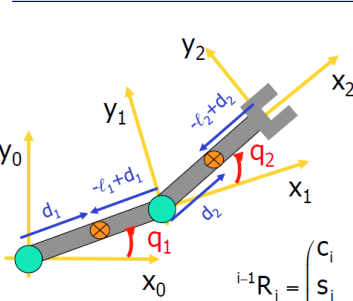 y₂
x₂
y₁
-ℓ₂+d₂
y₀
-ℓ₁+d₁
q₂
d₁
d₂
x₁
q₁
x₀
ⁱ⁻¹Rᵢ = ( cᵢ
sᵢ